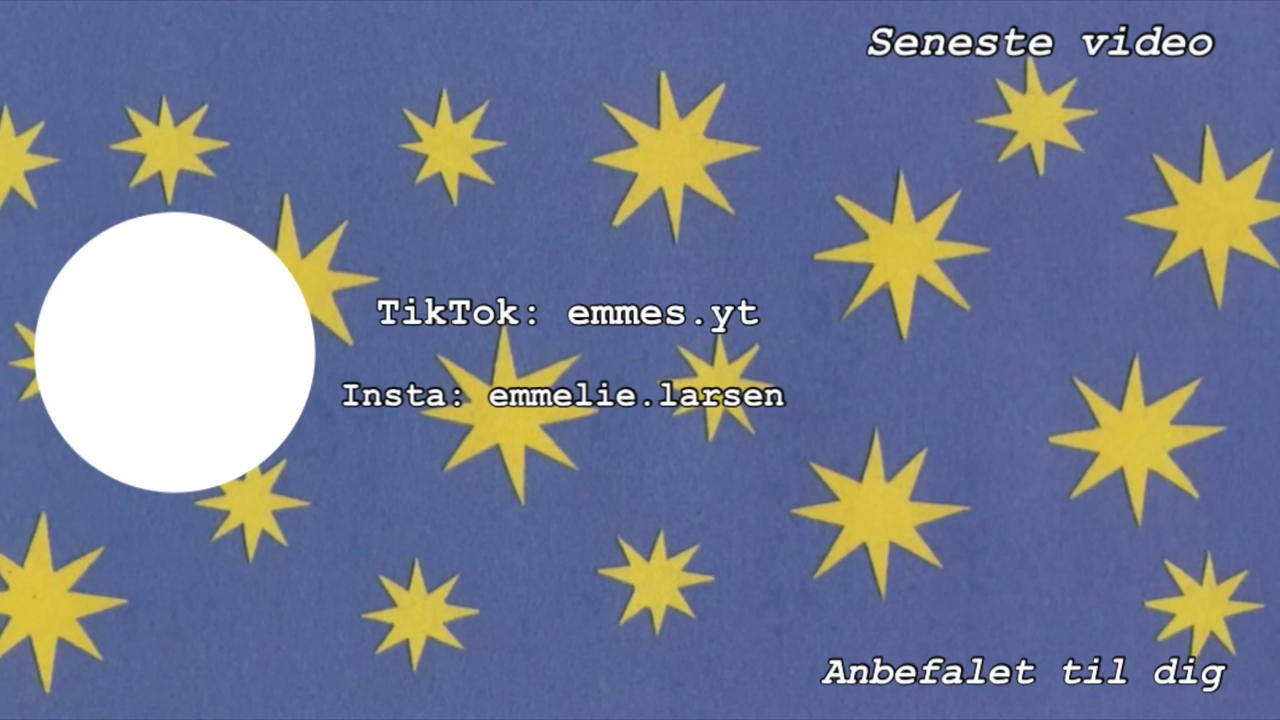 Seneste video
TikTok: emmes.yt
Insta: emmelie.larsen
Anbefalet til dig